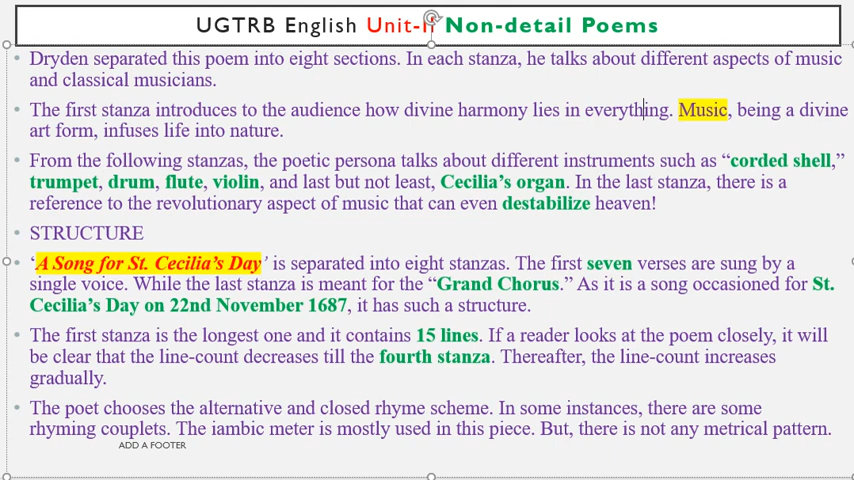 UGTRB English Unit-II Non-detail Poems
• Dryden separated this poem into eight sections. In each stanza, he talks about different aspects of music
and classical musicians.
• The first stanza introduces to the audience how divine harmony lies in everything. Music, being a divine
art form, infuses life into nature.
• From the following stanzas, the poetic persona talks about different instruments such as “corded shell,”
trumpet, drum, flute, violin, and last but not least, Cecilia’s organ. In the last stanza, there is a
reference to the revolutionary aspect of music that can even destabilize heaven!
• STRUCTURE
• ‘A Song for St. Cecilia’s Day’ is separated into eight stanzas. The first seven verses are sung by a
single voice. While the last stanza is meant for the “Grand Chorus.” As it is a song occasioned for St.
Cecilia’s Day on 22nd November 1687, it has such a structure.
• The first stanza is the longest one and it contains 15 lines. If a reader looks at the poem closely, it will
be clear that the line-count decreases till the fourth stanza. Thereafter, the line-count increases
gradually.
• The poet chooses the alternative and closed rhyme scheme. In some instances, there are some
rhyming couplets. The iambic meter is mostly used in this piece. But, there is not any metrical pattern.
ADD A FOOTER